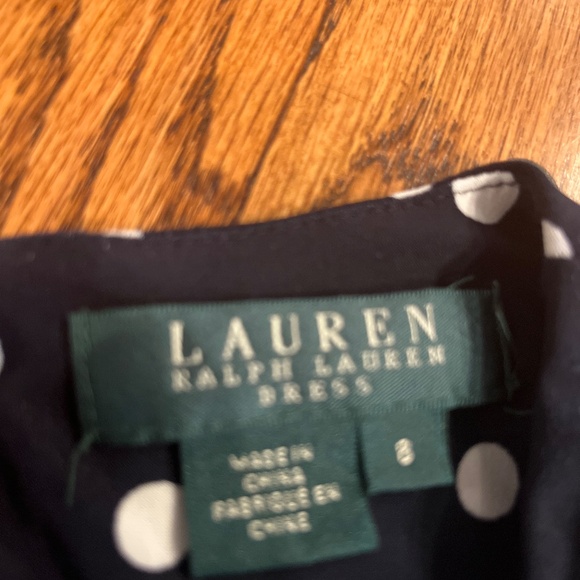 LAUREN
RALPH LAUREN
DRESS
MADE IN
CHINA
FABRIQUE EN
CHINE
8